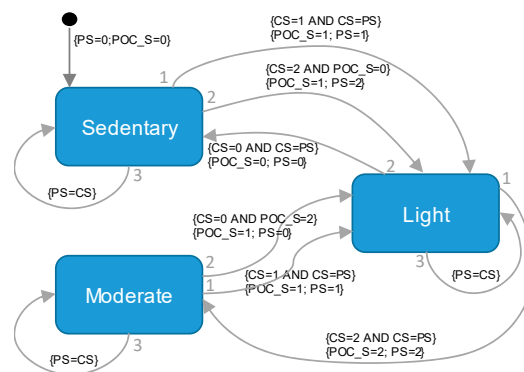 {PS=0;POC_S=0}
{CS=1 AND CS=PS}
{POC_S=1; PS=1}
1
{CS=2 AND POC_S=0}
{POC_S=1; PS=2}
2
Sedentary
{CS=0 AND CS=PS}
{POC_S=0; PS=0}
2
3
{PS=CS}
1
Light
{CS=0 AND POC_S=2}
{POC_S=1; PS=0}
2
3
{PS=CS}
{CS=1 AND CS=PS}
{POC_S=1; PS=1}
1
Moderate
{CS=2 AND CS=PS}
{POC_S=2; PS=2}
3
{PS=CS}